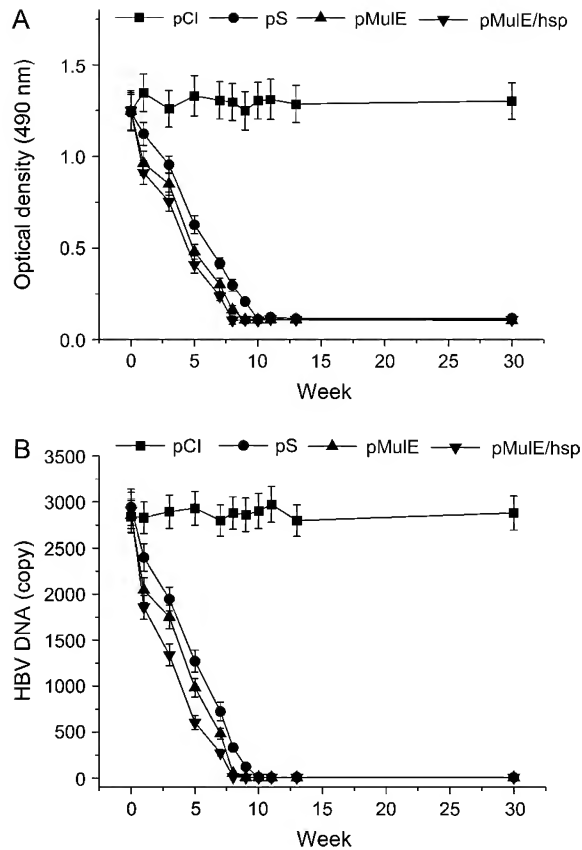 A
pCI pS pMulE pMulE/hsp
1.5
1.0
0.5
0.0
Optical density (490 nm)
0 5 10 15 20 25 30
Week
B
pCI pS pMulE pMulE/hsp
3500
3000
2500
2000
1500
1000
500
0
HBV DNA (copy)
0 5 10 15 20 25 30
Week